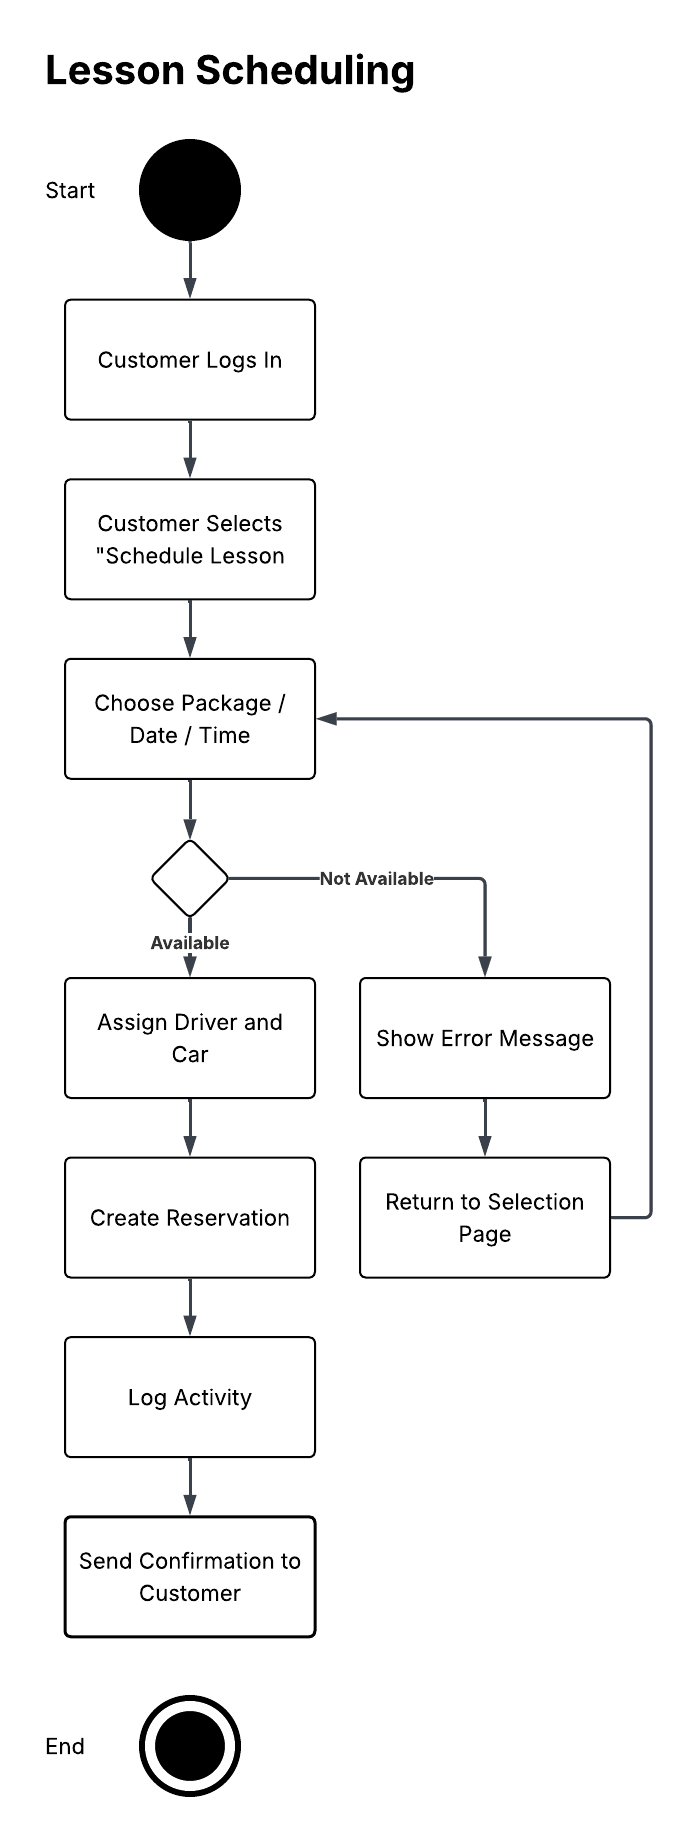 Lesson Scheduling
Start
Customer Logs In
Customer Selects
"Schedule Lesson
Choose Package /
Date / Time
Not Available
Available
Assign Driver and
Car
Show Error Message
Create Reservation
Return to Selection
Page
Log Activity
Send Confirmation to
Customer
End